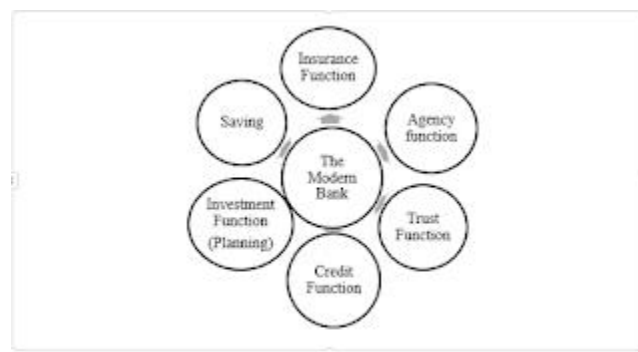 Insurance
Function
Saving
Agency
function
The
Modern
Bank
Investment
Function
(Planning)
Trust
Function
Credit
Function